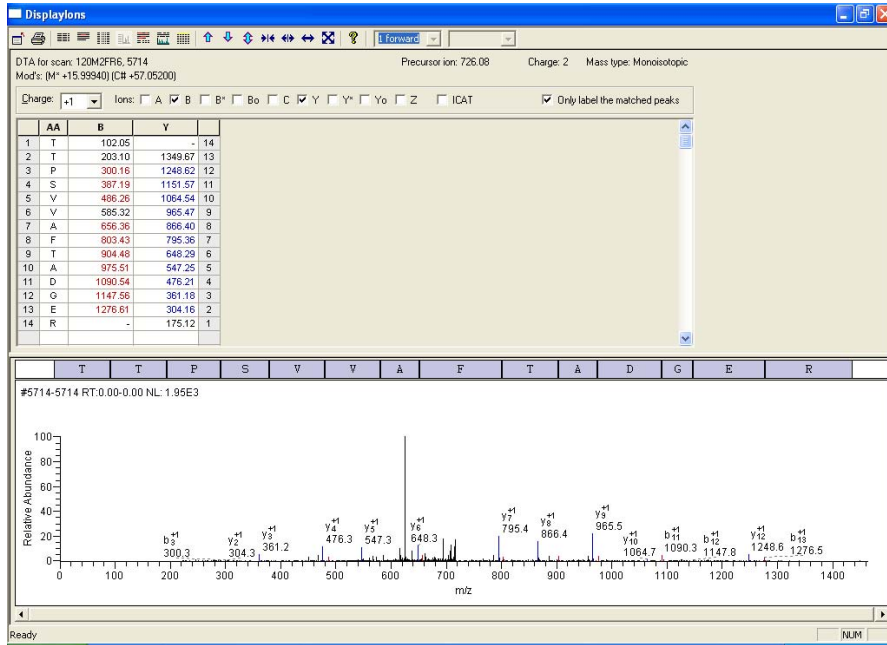 DisplayIons
1 Forward
DTA for scan: 120M2FR6, 5714 Precursor ion: 726.08 Charge: 2 Mass type: Monoisotopic
Mod's: (M* +15.99940) (C# +57.05200)
Charge: +1 Ions: A B B* Bo C Y Y* Yo Z ICAT Only label the matched peaks
AA B Y
1 T 102.05 - 14
2 T 203.10 1349.67 13
3 P 300.16 1248.62 12
4 S 387.19 1151.57 11
5 V 486.26 1064.54 10
6 V 585.32 965.47 9
7 A 656.36 866.40 8
8 F 803.43 795.36 7
9 T 904.48 648.29 6
10 A 975.51 547.25 5
11 D 1090.54 476.21 4
12 G 1147.56 361.18 3
13 E 1276.61 304.16 2
14 R - 175.12 1
T T P S V V A F T A D G E R
#5714-5714 RT:0.00-0.00 NL: 1.95E3
100
80
60
40
20
0
Relative Abundance
b3+1 300.3
y2+1 304.3
y3+1 361.2
y4+1 476.3
y5+1 547.3
y6+1 648.3
y7+1 795.4
y8+1 866.4
y9+1 965.5
y10+1 1064.7
b11+1 1090.3
b12+1 1147.8
y12+1 1248.6
b13+1 1276.5
0 100 200 300 400 500 600 700 800 900 1000 1100 1200 1300 1400
m/z
Ready NUM